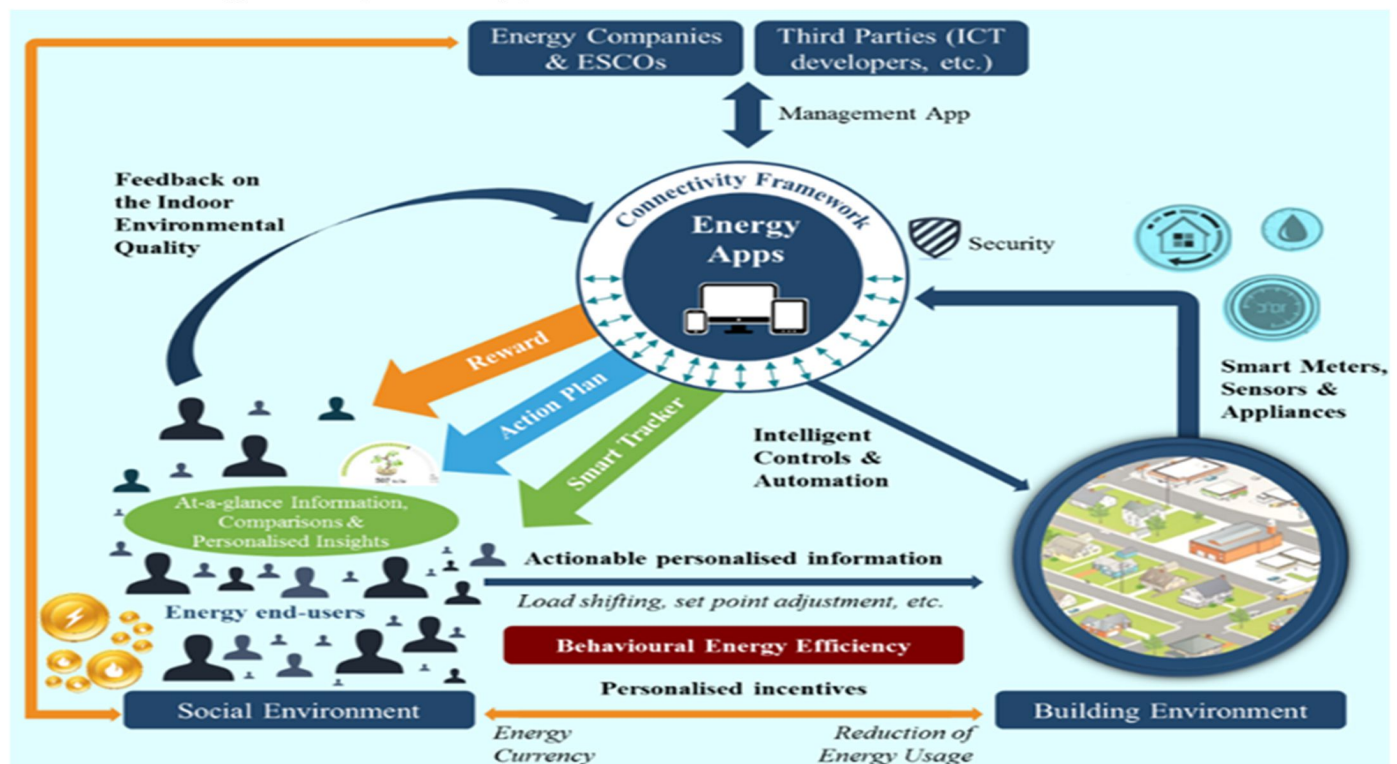 Energy Companies
& ESCOs
Third Parties (ICT
developers, etc.)
Management App
Feedback on
the Indoor
Environmental
Quality
Connectivity Framework
Energy
Apps
Security
Smart Meters,
Sensors &
Appliances
Reward
Action Plan
Smart Tracker
Intelligent
Controls &
Automation
At-a-glance Information,
Comparisons &
Personalised Insights
Actionable personalised information
Load shifting, set point adjustment, etc.
Energy end-users
Behavioural Energy Efficiency
Personalised incentives
Social Environment
Building Environment
Energy
Currency
Reduction of
Energy Usage